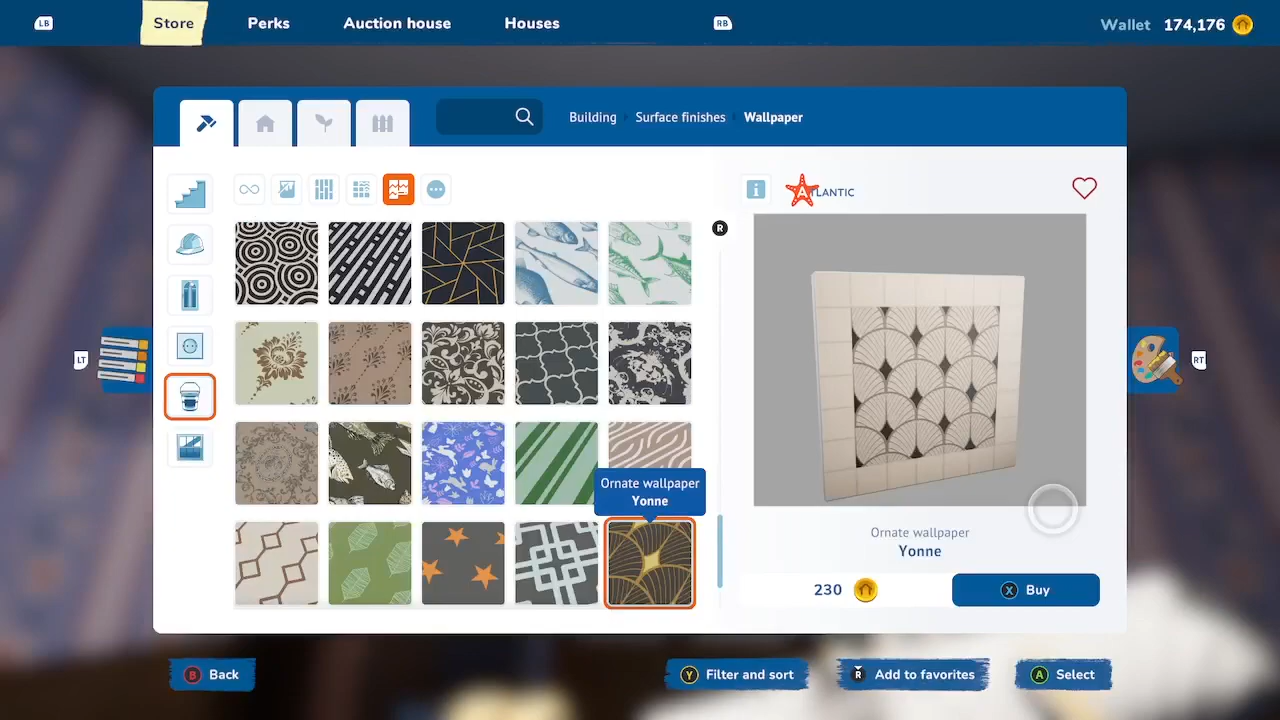 LB
Store
Perks
Auction house
Houses
RB
Wallet 174,176
Building
Surface finishes
Wallpaper
ATLANTIC
R
LT
RT
Ornate wallpaper
Yonne
Ornate wallpaper
Yonne
230
X Buy
B Back
Y Filter and sort
R Add to favorites
A Select